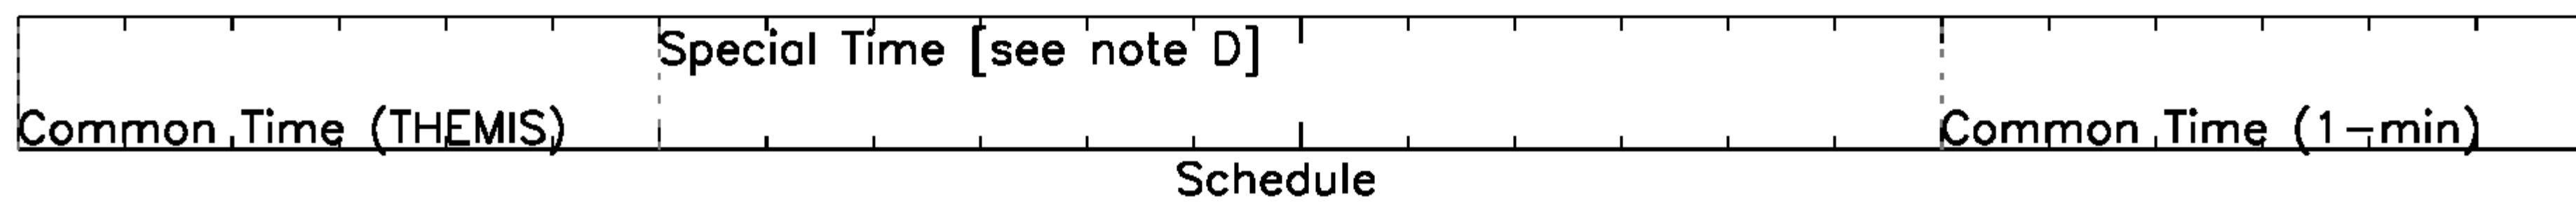 Special Time [see note D]
Common Time (THEMIS)
Common Time (1-min)
Schedule